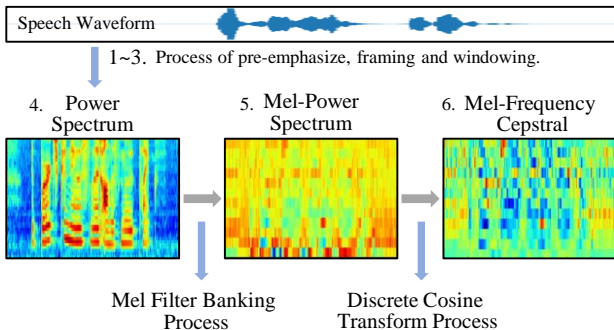 Speech Waveform
1~3. Process of pre-emphasize, framing and windowing.
4. Power
Spectrum
5. Mel-Power
Spectrum
6. Mel-Frequency
Cepstral
Mel Filter Banking
Process
Discrete Cosine
Transform Process